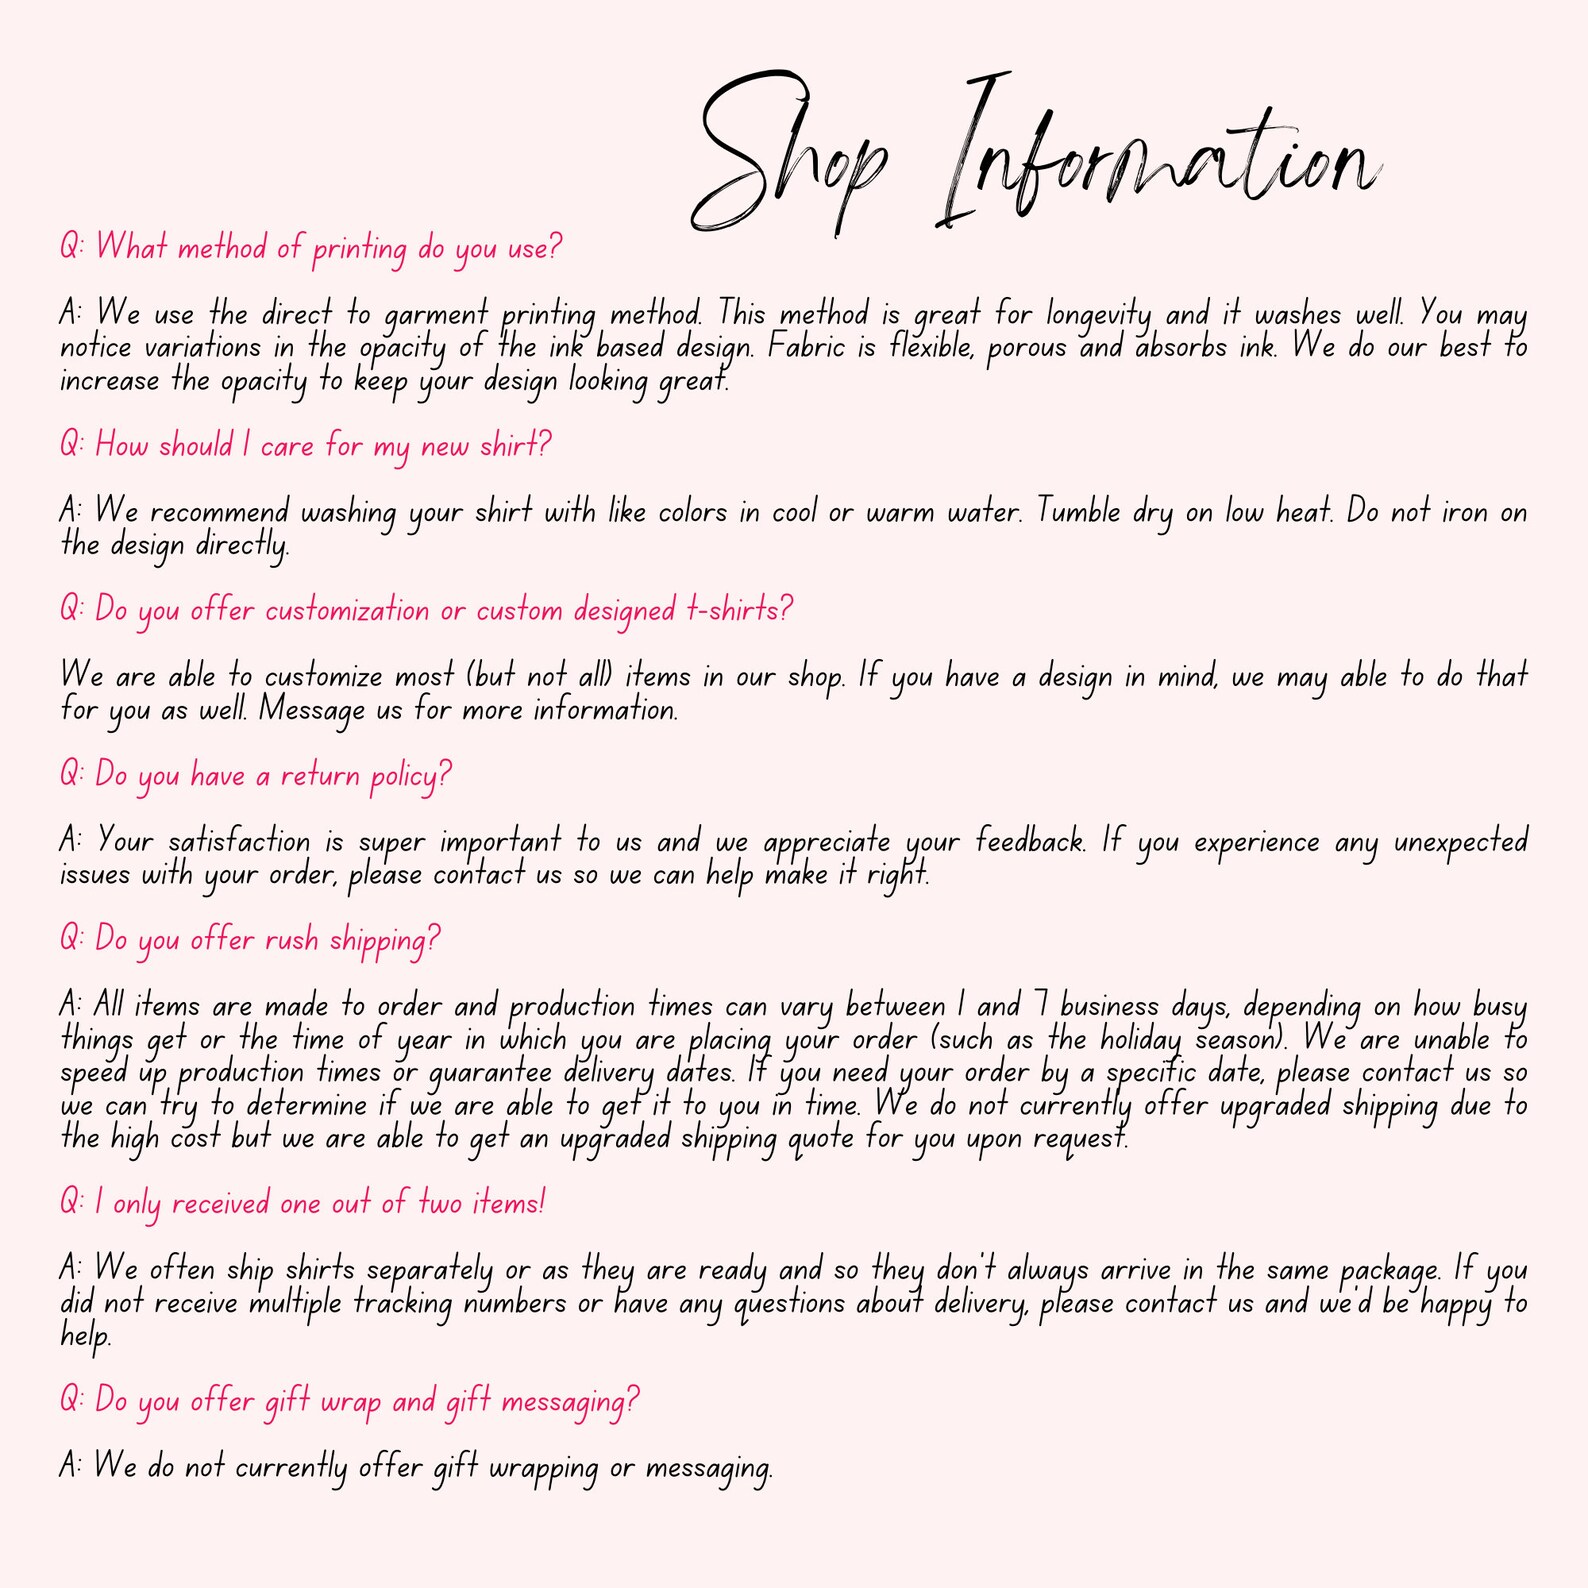 Shop Information
Q: What method of printing do you use?
A: We use the direct to garment printing method. This method is great for longevity and it washes well. You may
notice variations in the opacity of the ink based design. Fabric is flexible, porous and absorbs ink. We do our best to
increase the opacity to keep your design looking great.
Q: How should I care for my new shirt?
A: We recommend washing your shirt with like colors in cool or warm water. Tumble dry on low heat. Do not iron on
the design directly.
Q: Do you offer customization or custom designed t-shirts?
We are able to customize most (but not all) items in our shop. If you have a design in mind, we may able to do that
for you as well. Message us for more information.
Q: Do you have a return policy?
A: Your satisfaction is super important to us and we appreciate your feedback. If you experience any unexpected
issues with your order, please contact us so we can help make it right.
Q: Do you offer rush shipping?
A: All items are made to order and production times can vary between 1 and 7 business days, depending on how busy
things get or the time of year in which you are placing your order (such as the holiday season). We are unable to
speed up production times or guarantee delivery dates. If you need your order by a specific date, please contact us so
we can try to determine if we are able to get it to you in time. We do not currently offer upgraded shipping due to
the high cost but we are able to get an upgraded shipping quote for you upon request.
Q: I only received one out of two items!
A: We often ship shirts separately or as they are ready and so they don't always arrive in the same package. If you
did not receive multiple tracking numbers or have any questions about delivery, please contact us and we'd be happy to
help.
Q: Do you offer gift wrap and gift messaging?
A: We do not currently offer gift wrapping or messaging.